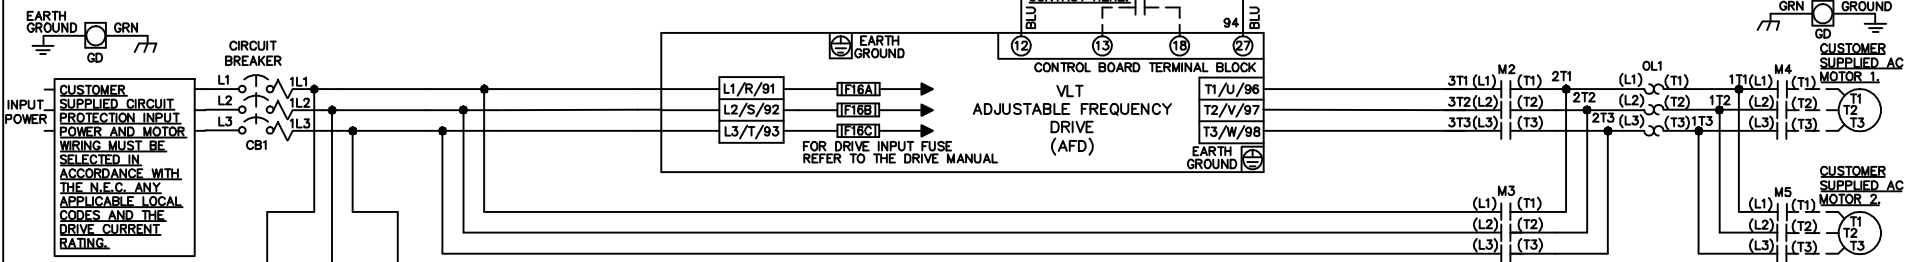 EARTH
GROUND
GRN
GD
INPUT
POWER
CUSTOMER
SUPPLIED CIRCUIT
PROTECTION INPUT
POWER AND MOTOR
WIRING MUST BE
SELECTED IN
ACCORDANCE WITH
THE N.E.C. ANY
APPLICABLE LOCAL
CODES AND THE
DRIVE CURRENT
RATING.
CIRCUIT
BREAKER
L1
1L1
L2
1L2
L3
1L3
CB1
BLU
94
BLU
EARTH
GROUND
12
13
18
27
CONTROL BOARD TERMINAL BLOCK
L1/R/91
L2/S/92
L3/T/93
F16A
F16B
F16C
FOR DRIVE INPUT FUSE
REFER TO THE DRIVE MANUAL
VLT
ADJUSTABLE FREQUENCY
DRIVE
(AFD)
T1/U/96
T2/V/97
T3/W/98
EARTH
GROUND
M2
3T1 (L1) (T1) 2T1
3T2 (L2) (T2) 2T2
3T3 (L3) (T3) 2T3
M3
(L1) (T1)
(L2) (T2)
(L3) (T3)
OL1
(L1) (T1) 1T1
(L2) (T2) 1T2
(L3) (T3) 1T3
GRN
GROUND
GD
CUSTOMER
SUPPLIED AC
MOTOR 1.
M4
(L1) (T1)
(L2) (T2)
(L3) (T3)
T1
T2
T3
CUSTOMER
SUPPLIED AC
MOTOR 2.
M5
(L1) (T1)
(L2) (T2)
(L3) (T3)
T1
T2
T3